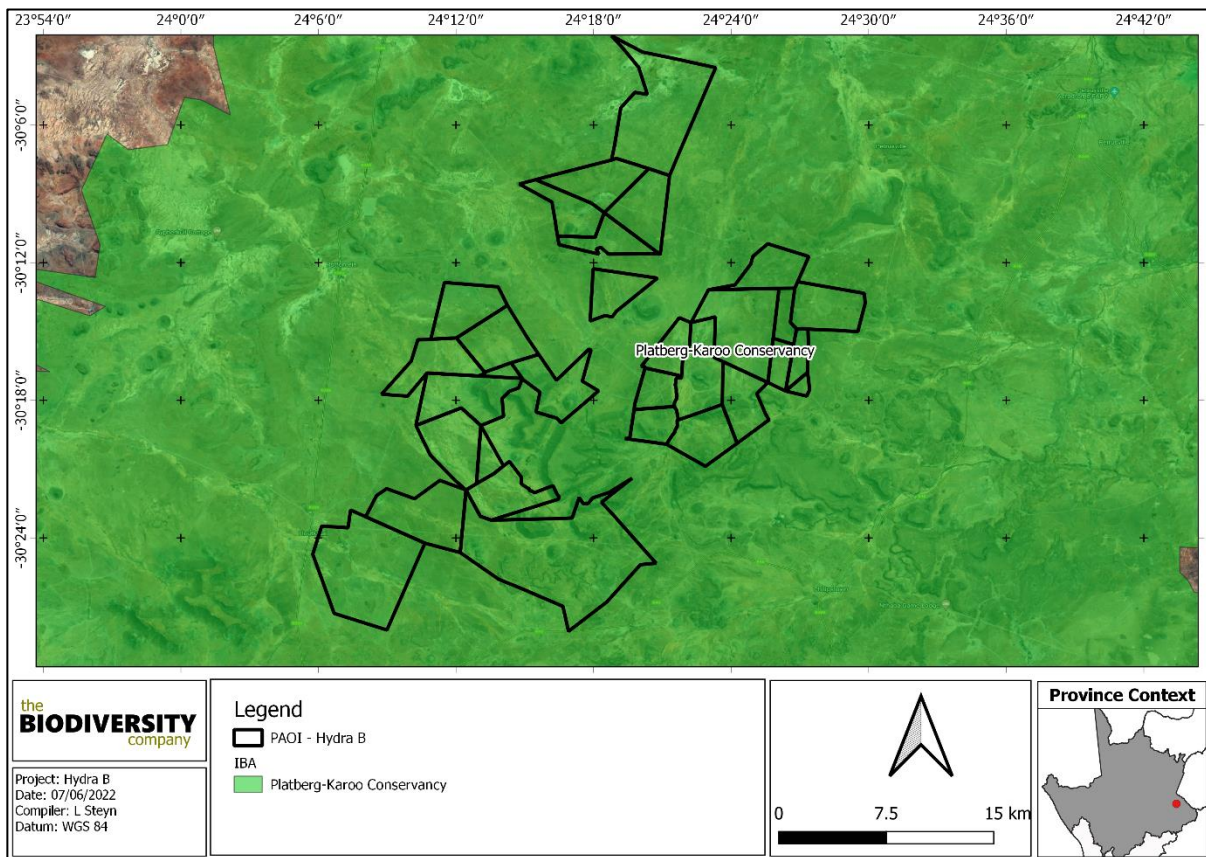 23°54′0″ 24°0′0″ 24°6′0″ 24°12′0″ 24°18′0″ 24°24′0″ 24°30′0″ 24°36′0″ 24°42′0″
-30°6′0″
-30°12′0″
-30°18′0″
-30°24′0″
Platberg-Karoo Conservancy
the
BIODIVERSITY
company
Project: Hydra B
Date: 07/06/2022
Compiler: L Steyn
Datum: WGS 84
Legend
PAOI - Hydra B
IBA
Platberg-Karoo Conservancy
0 7.5 15 km
Province Context